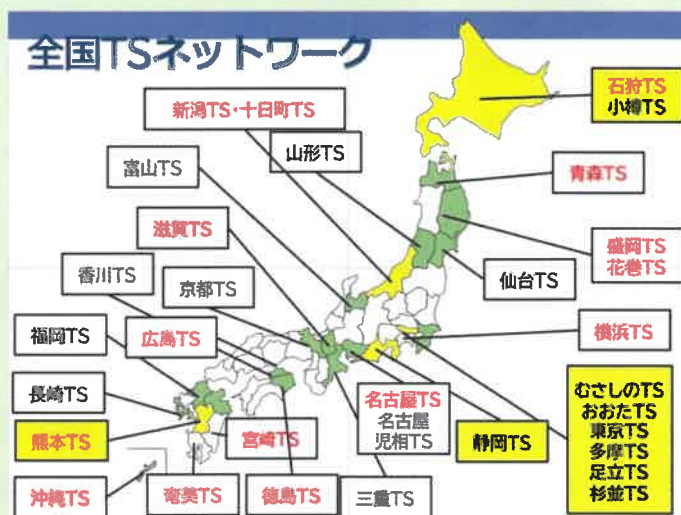 全国TSネットワーク
石狩TS
小樽TS
新潟TS・十日町TS
山形TS
富山TS
青森TS
滋賀TS
盛岡TS
花巻TS
仙台TS
香川TS
京都TS
福岡TS
広島TS
横浜TS
長崎TS
名古屋TS
名古屋
児相TS
静岡TS
むさしのTS
おおたTS
東京TS
多摩TS
足立TS
杉並TS
熊本TS
宮崎TS
沖縄TS
奄美TS
徳島TS
三重TS